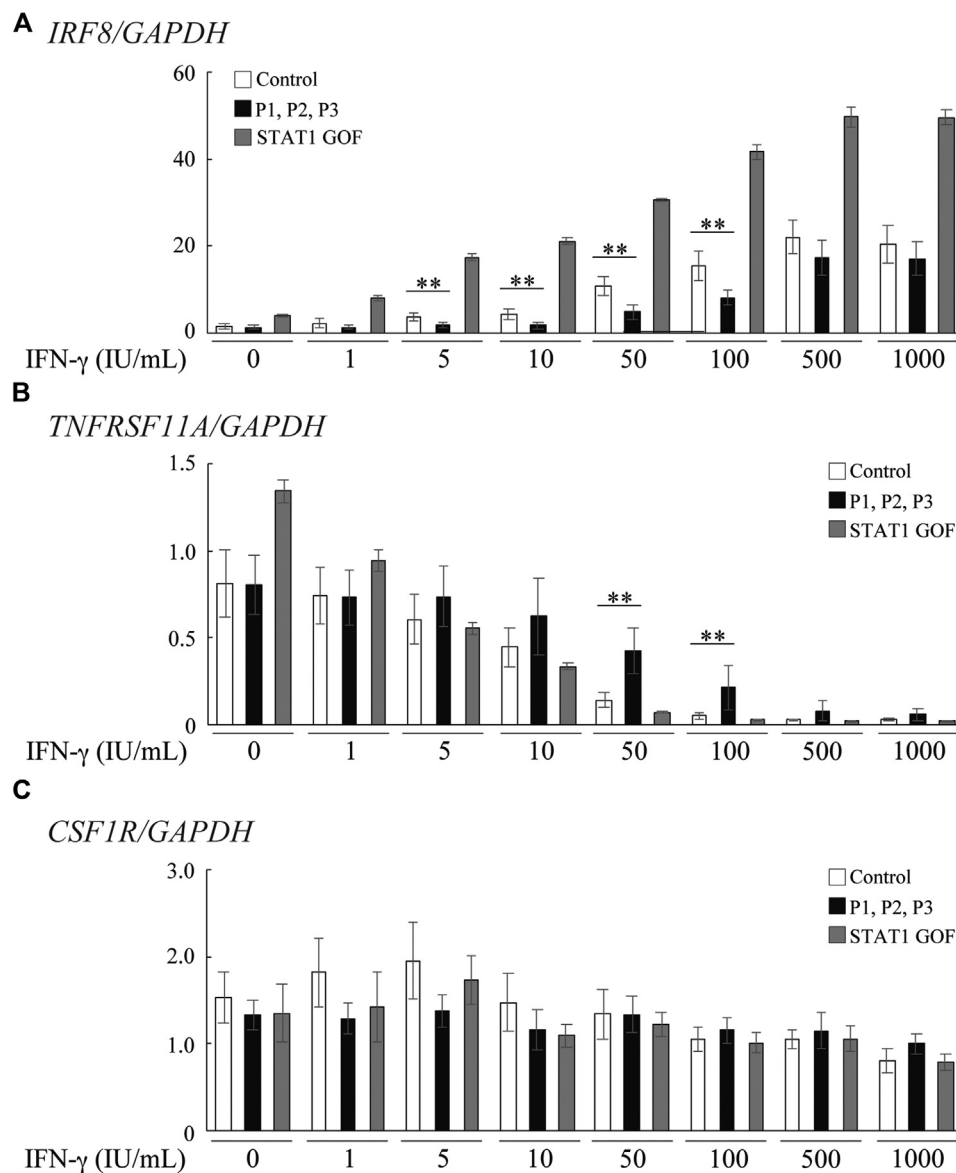 A IRF8/GAPDH
60
40
20
0
Control
P1, P2, P3
STAT1 GOF
** ** ** **
IFN-γ (IU/mL) 0 1 5 10 50 100 500 1000
B TNFRSF11A/GAPDH
1.5
1.0
0.5
0
Control
P1, P2, P3
STAT1 GOF
** **
IFN-γ (IU/mL) 0 1 5 10 50 100 500 1000
C CSF1R/GAPDH
3.0
2.0
1.0
0
Control
P1, P2, P3
STAT1 GOF
IFN-γ (IU/mL) 0 1 5 10 50 100 500 1000